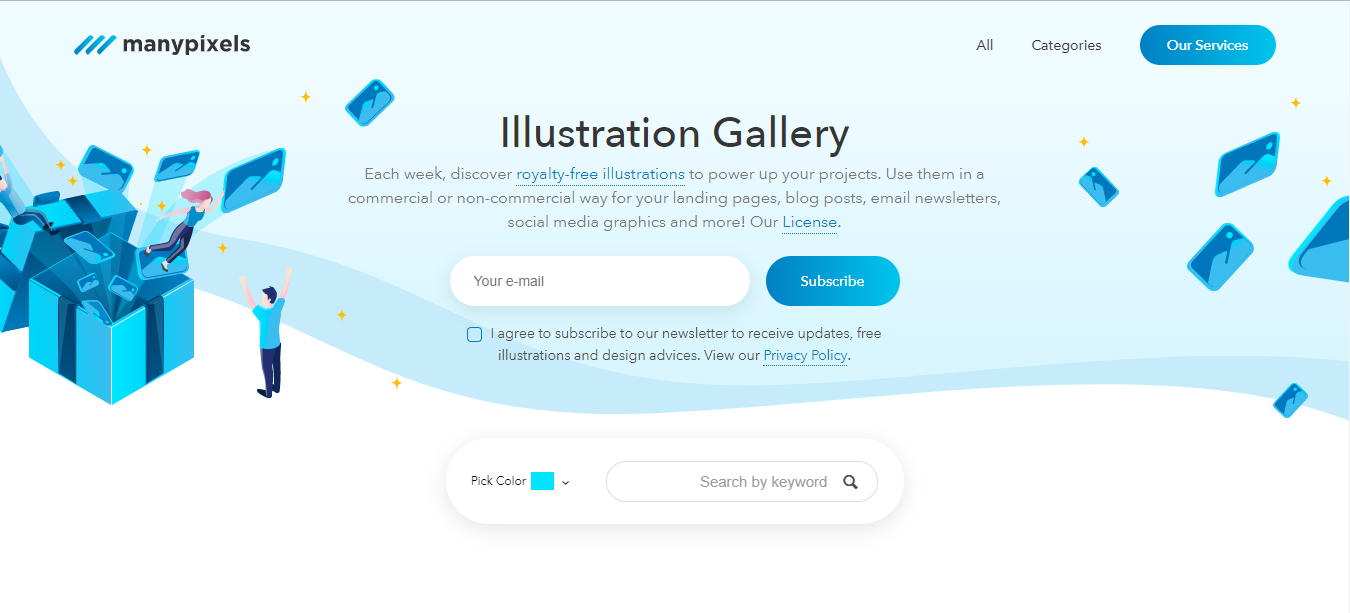 manypixels
All
Categories
Our Services
Illustration Gallery
Each week, discover royalty-free illustrations to power up your projects. Use them in a
commercial or non-commercial way for your landing pages, blog posts, email newsletters,
social media graphics and more! Our License.
Your e-mail
Subscribe
I agree to subscribe to our newsletter to receive updates, free
illustrations and design advices. View our Privacy Policy.
Pick Color
Search by keyword